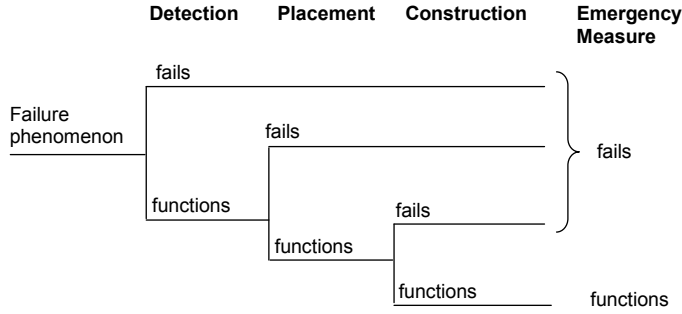 Detection Placement Construction Emergency
Measure
fails
Failure
phenomenon
fails
fails
functions
fails
functions
functions
functions